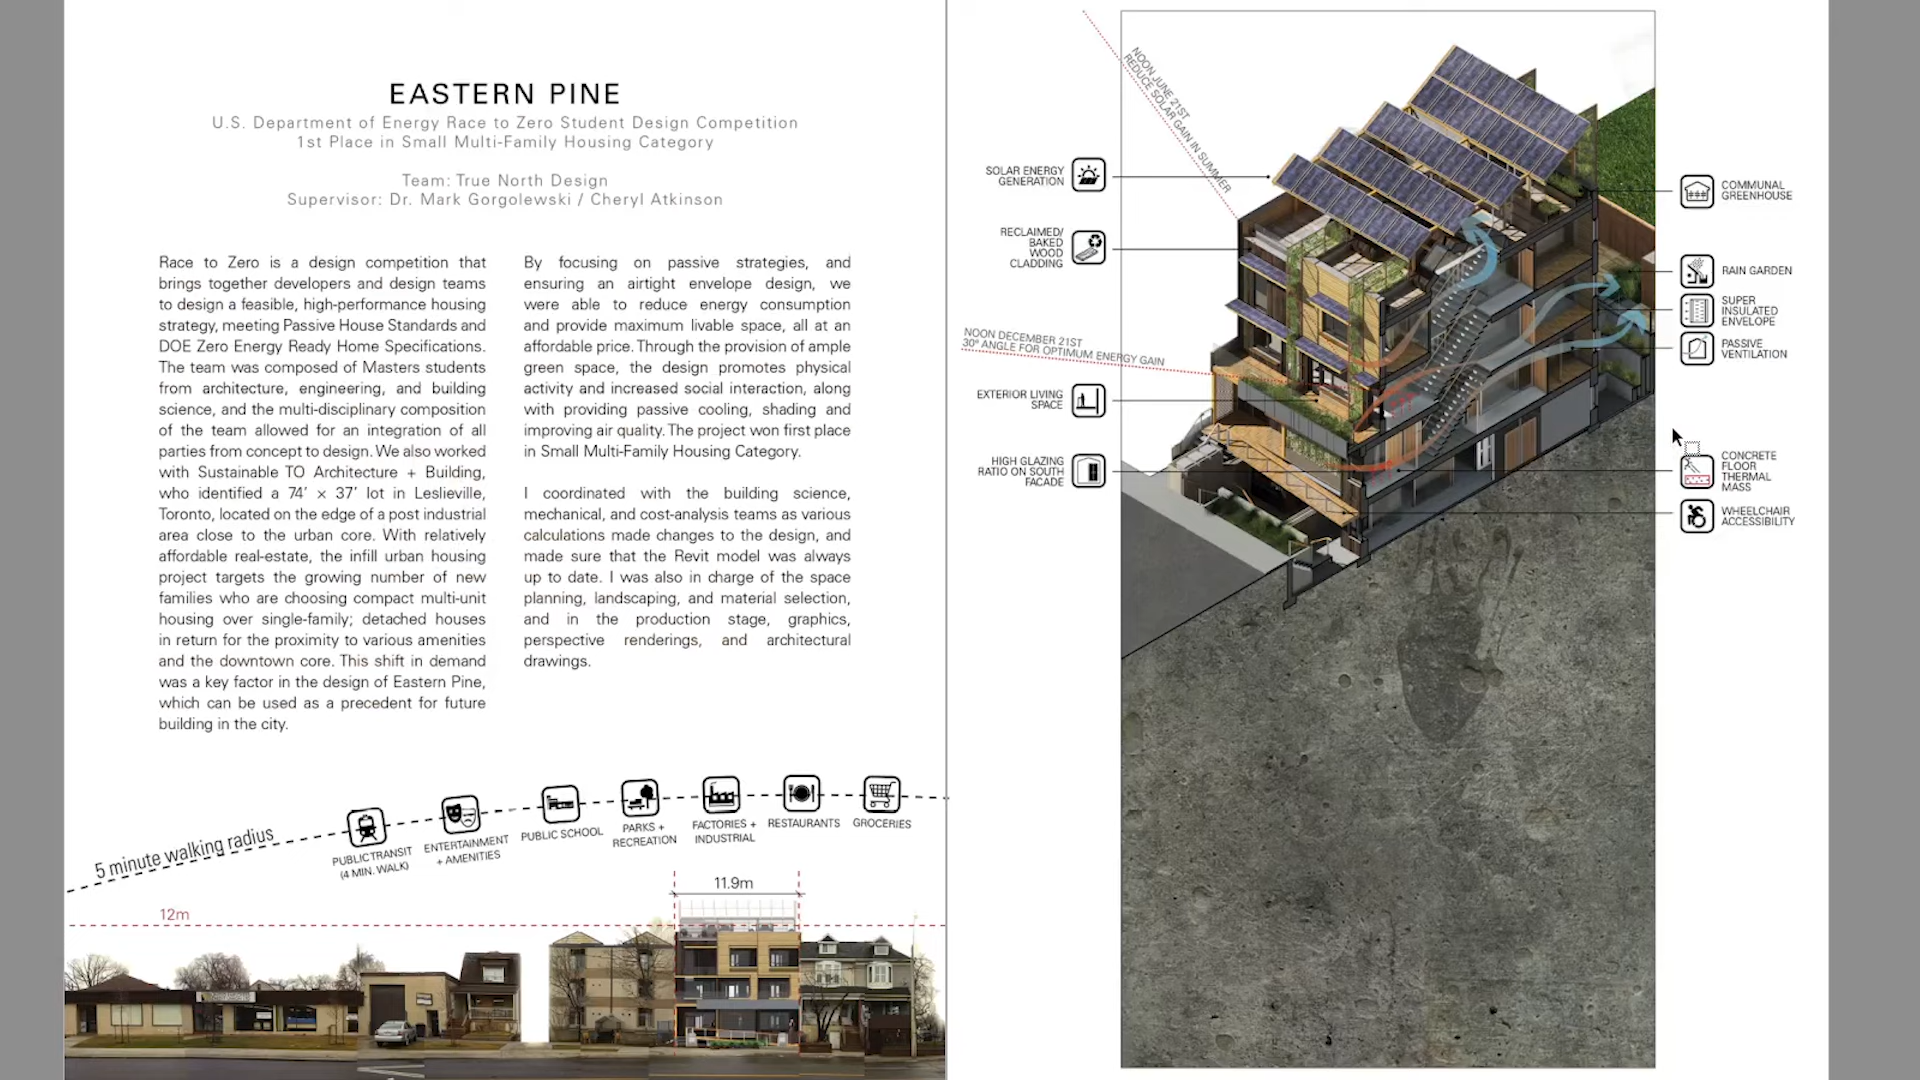 EASTERN PINE
U.S. Department of Energy Race to Zero Student Design Competition
1st Place in Small Multi-Family Housing Category
Team: True North Design
Supervisor: Dr. Mark Gorgolewski / Cheryl Atkinson
Race to Zero is a design competition that
brings together developers and design teams
to design a feasible, high-performance housing
strategy, meeting Passive House Standards and
DOE Zero Energy Ready Home Specifications.
The team was composed of Masters students
from architecture, engineering, and building
science, and the multi-disciplinary composition
of the team allowed for an integration of all
parties from concept to design. We also worked
with Sustainable TO Architecture + Building,
who identified a 74’ × 37’ lot in Leslieville,
Toronto, located on the edge of a post industrial
area close to the urban core. With relatively
affordable real-estate, the infill urban housing
project targets the growing number of new
families who are choosing compact multi-unit
housing over single-family; detached houses
in return for the proximity to various amenities
and the downtown core. This shift in demand
was a key factor in the design of Eastern Pine,
which can be used as a precedent for future
building in the city.
By focusing on passive strategies, and
ensuring an airtight envelope design, we
were able to reduce energy consumption
and provide maximum livable space, all at an
affordable price. Through the provision of ample
green space, the design promotes physical
activity and increased social interaction, along
with providing passive cooling, shading and
improving air quality. The project won first place
in Small Multi-Family Housing Category.
I coordinated with the building science,
mechanical, and cost-analysis teams as various
calculations made changes to the design, and
made sure that the Revit model was always
up to date. I was also in charge of the space
planning, landscaping, and material selection,
and in the production stage, graphics,
perspective renderings, and architectural
drawings.
5 minute walking radius
PUBLIC TRANSIT
(4 MIN. WALK)
ENTERTAINMENT
+ AMENITIES
PUBLIC SCHOOL
PARKS +
RECREATION
FACTORIES +
INDUSTRIAL
RESTAURANTS
GROCERIES
11.9m
12m
NOON JUNE 21ST
REDUCE SOLAR GAIN IN SUMMER
SOLAR ENERGY
GENERATION
RECLAIMED/
BAKED
WOOD
CLADDING
NOON DECEMBER 21ST
30º ANGLE FOR OPTIMUM ENERGY GAIN
EXTERIOR LIVING
SPACE
HIGH GLAZING
RATIO ON SOUTH
FACADE
COMMUNAL
GREENHOUSE
RAIN GARDEN
SUPER
INSULATED
ENVELOPE
PASSIVE
VENTILATION
CONCRETE
FLOOR
THERMAL
MASS
WHEELCHAIR
ACCESSIBILITY